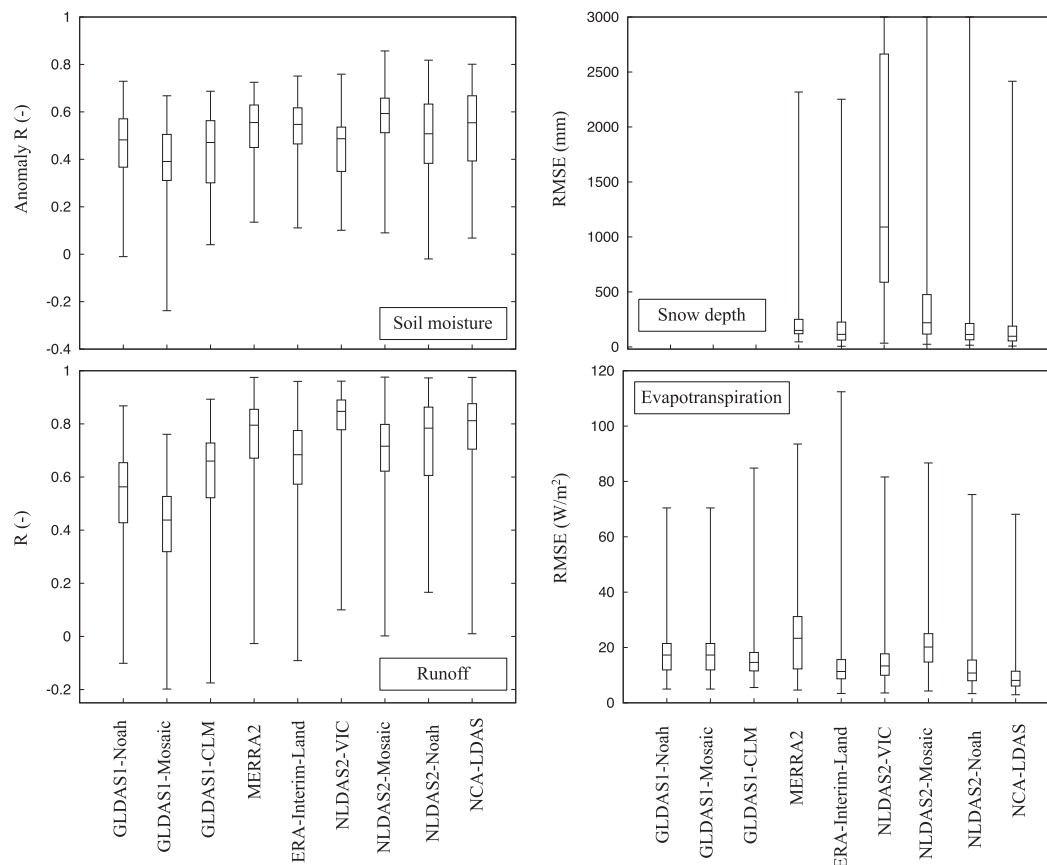 Anomaly R (-)
1
0.8
0.6
0.4
0.2
0
-0.2
-0.4
Soil moisture
RMSE (mm)
3000
2500
2000
1500
1000
500
0
Snow depth
R (-)
1
0.8
0.6
0.4
0.2
0
-0.2
Runoff
GLDAS1-Noah
GLDAS1-Mosaic
GLDAS1-CLM
MERRA2
ERA-Interim-Land
NLDAS2-VIC
NLDAS2-Mosaic
NLDAS2-Noah
NCA-LDAS
RMSE (W/m²)
120
100
80
60
40
20
0
Evapotranspiration
GLDAS1-Noah
GLDAS1-Mosaic
GLDAS1-CLM
MERRA2
ERA-Interim-Land
NLDAS2-VIC
NLDAS2-Mosaic
NLDAS2-Noah
NCA-LDAS